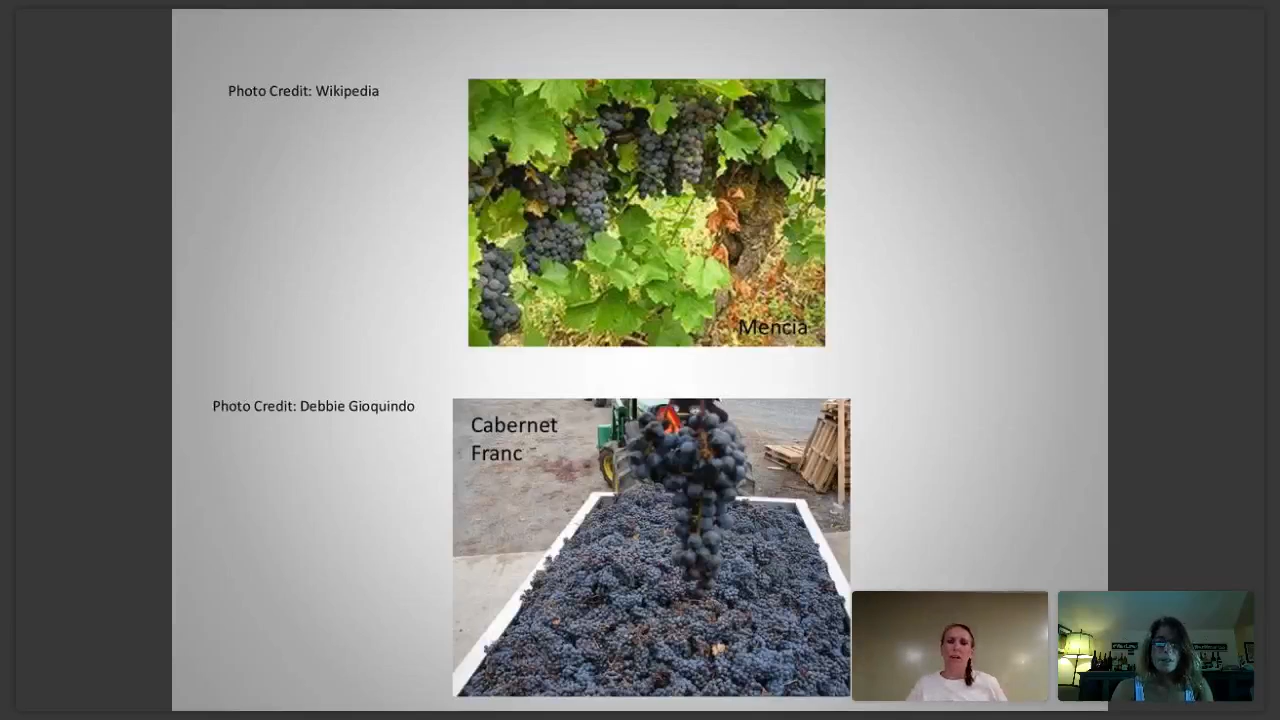 Photo Credit: Wikipedia
Mencia
Photo Credit: Debbie Gioquindo
Cabernet
Franc